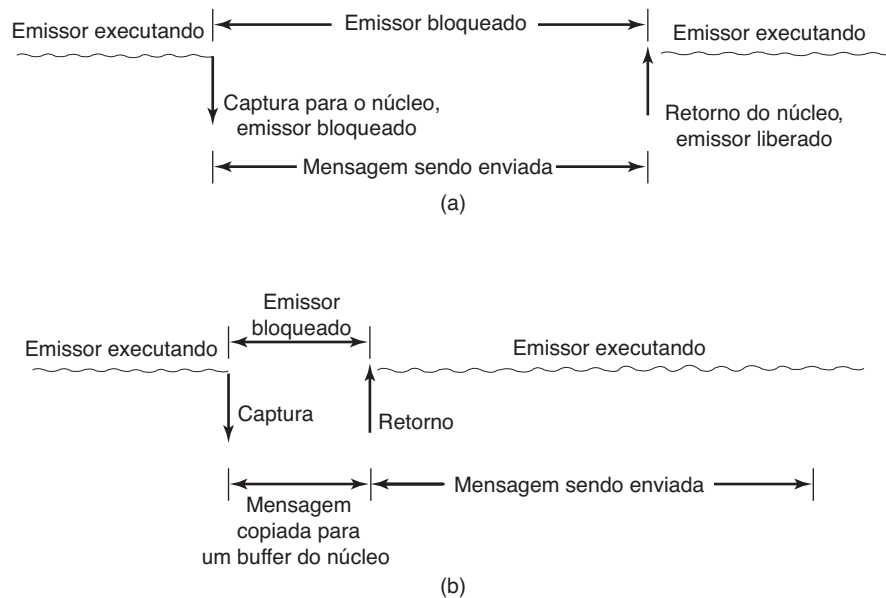 Emissor executando
Emissor bloqueado
Emissor executando
Captura para o núcleo,
emissor bloqueado
Retorno do núcleo,
emissor liberado
Mensagem sendo enviada
(a)
Emissor
bloqueado
Emissor executando
Emissor executando
Captura
Retorno
Mensagem sendo enviada
Mensagem
copiada para
um buffer do núcleo
(b)